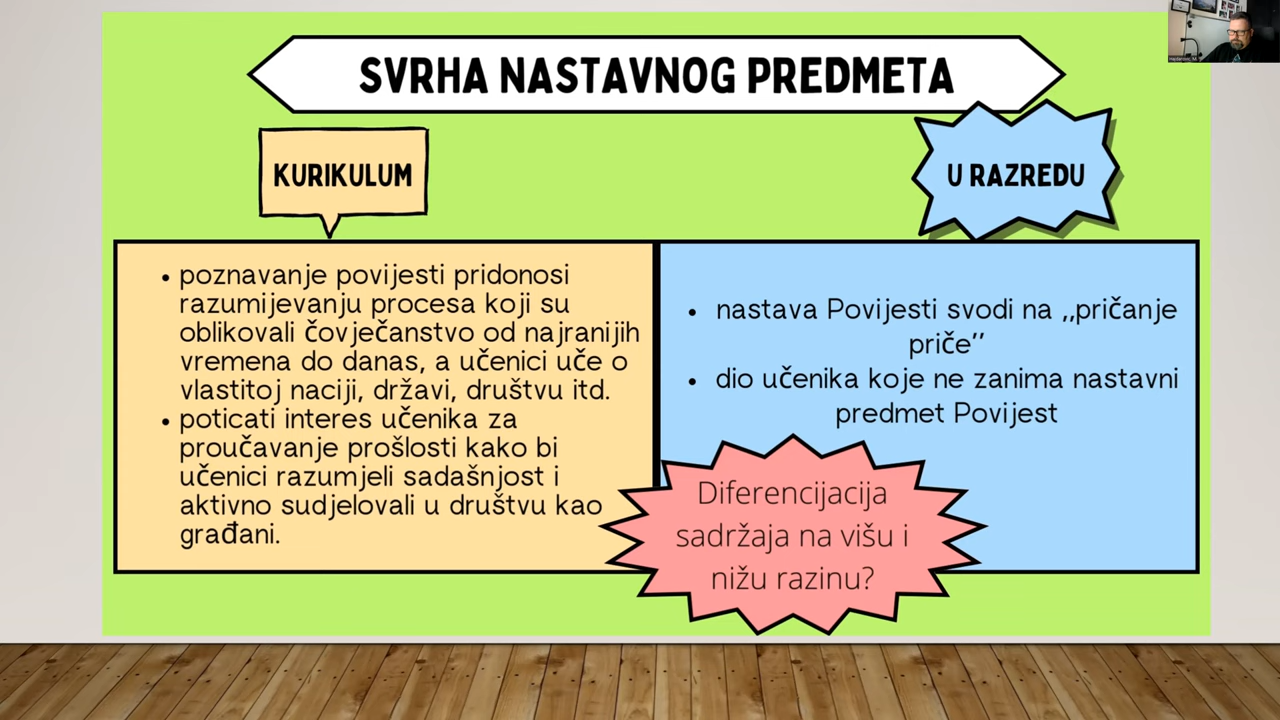 SVRHA NASTAVNOG PREDMETA
KURIKULUM
U RAZREDU
• poznavanje povijesti pridonosi
razumijevanju procesa koji su
oblikovali čovječanstvo od najranijih
vremena do danas, a učenici uče o
vlastitoj naciji, državi, društvu itd.
• poticati interes učenika za
proučavanje prošlosti kako bi
učenici razumjeli sadašnjost i
aktivno sudjelovali u društvu kao
građani.
• nastava Povijesti svodi na ,,pričanje
priče’’
• dio učenika koje ne zanima nastavni
predmet Povijest
Diferencijacija
sadržaja na višu i
nižu razinu?